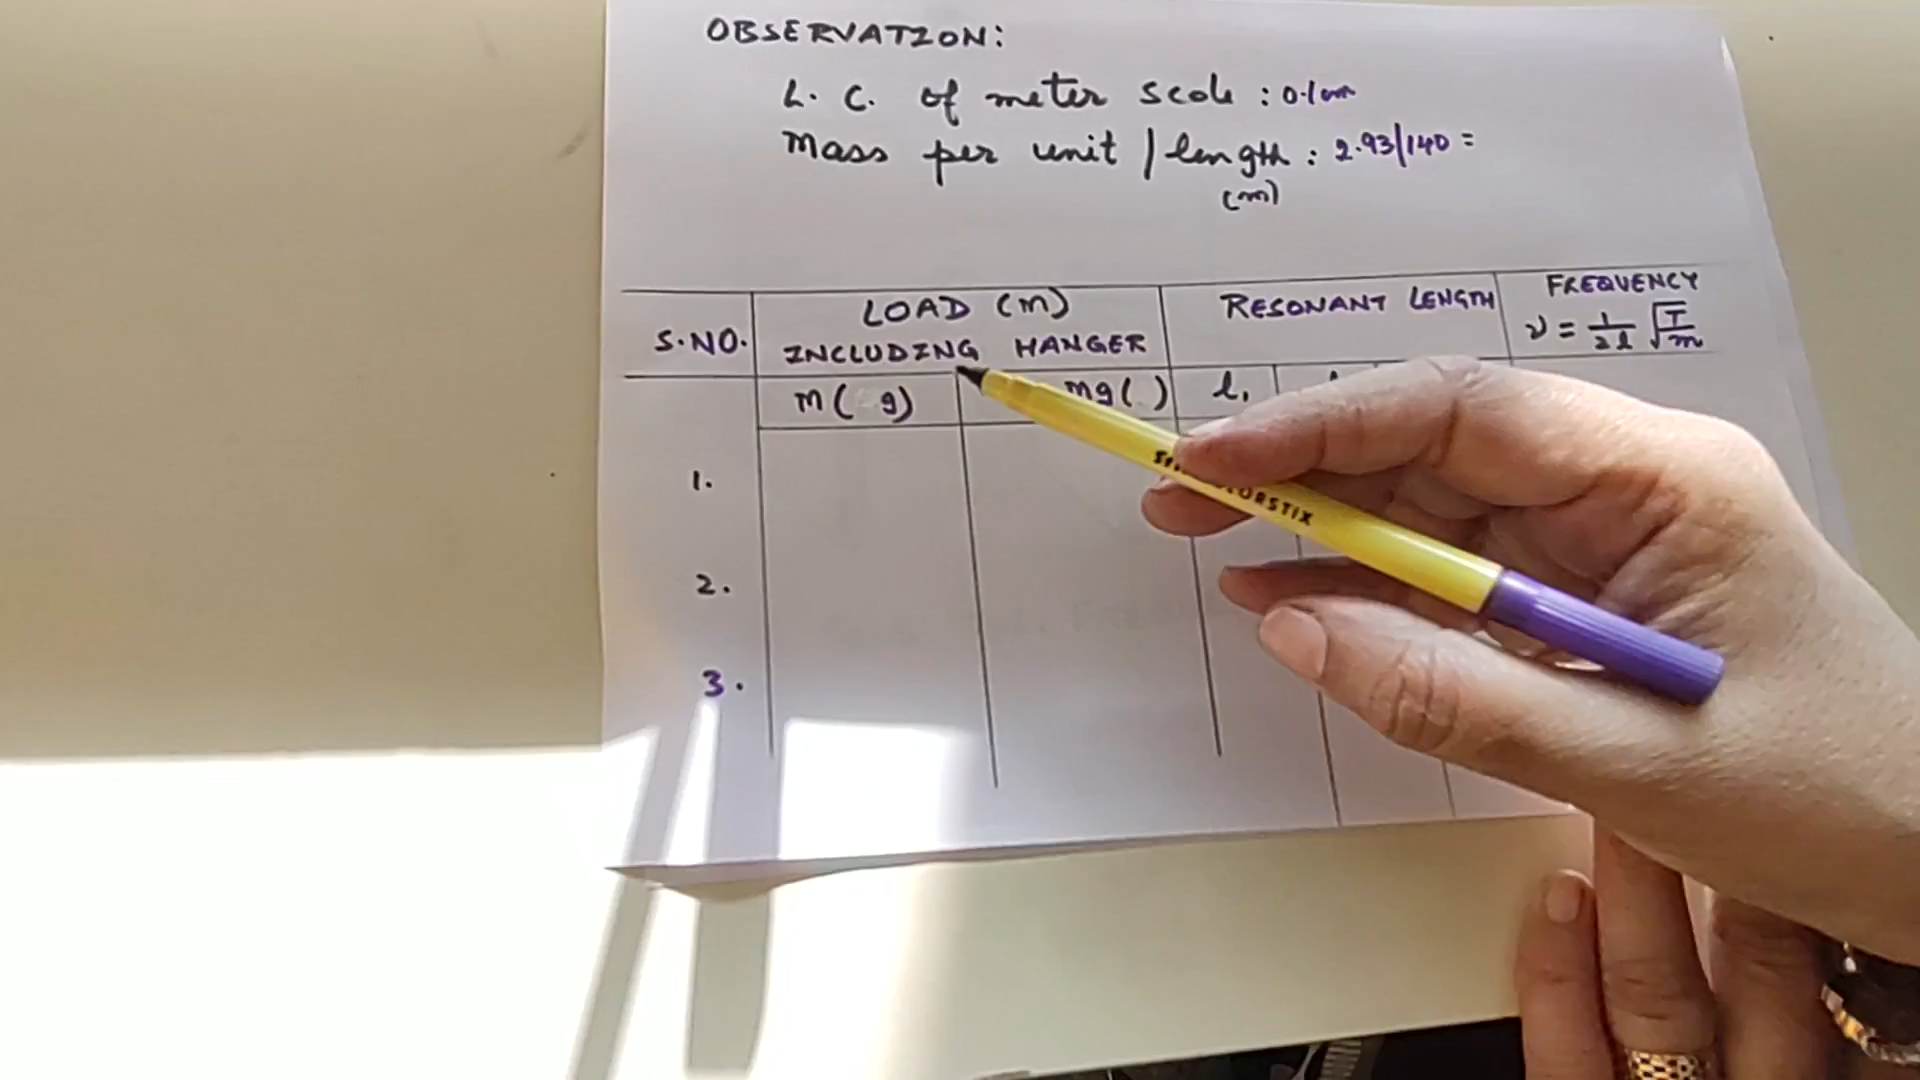 OBSERVATION:
L. C. of meter scale : 0.1cm
Mass per unit / length : 2.93/140 =
(m)
S.NO.
LOAD (M)
INCLUDING HANGER
RESONANT LENGTH
FREQUENCY
ν = 1/2l √T/m
m ( g)
mg ( )
l₁
1.
2.
3.
COLORSTIX